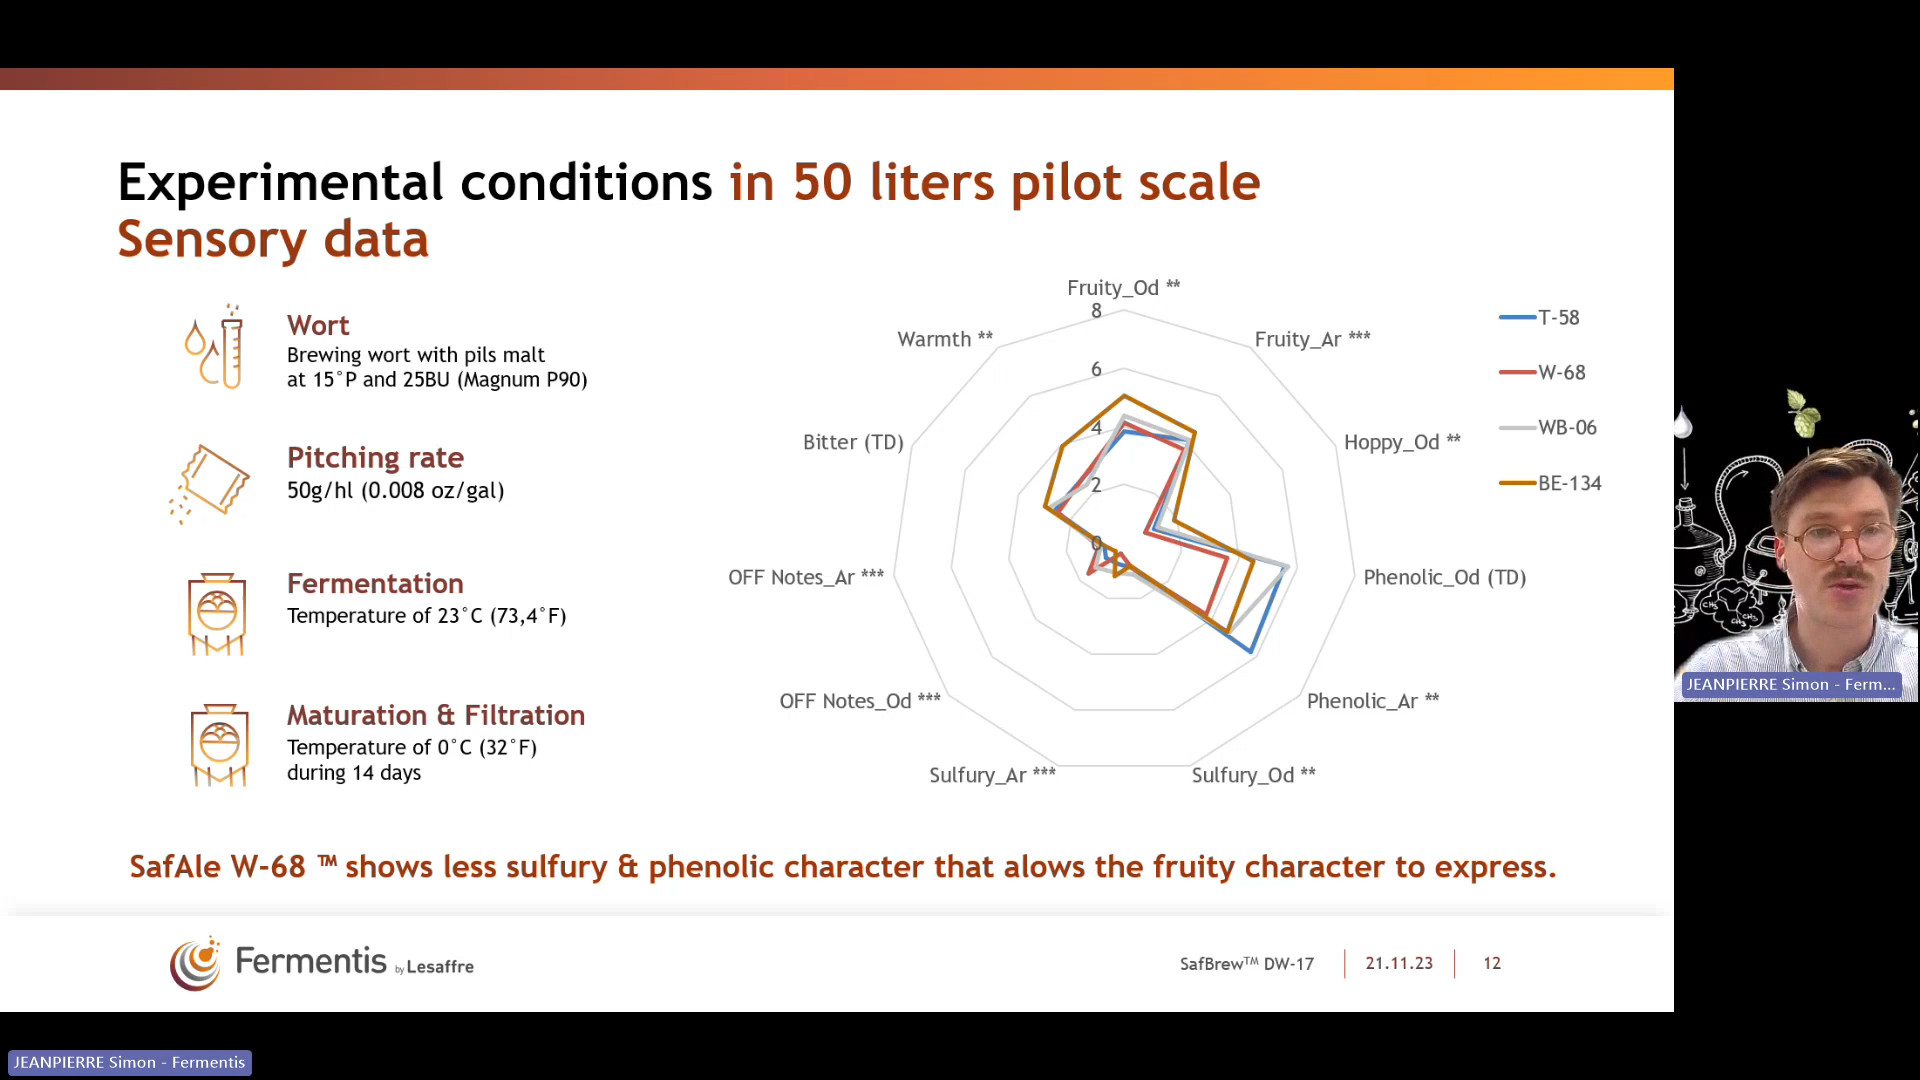 Experimental conditions in 50 liters pilot scale
Sensory data
Wort
Brewing wort with pils malt
at 15°P and 25BU (Magnum P90)
Pitching rate
50g/hl (0.008 oz/gal)
Fermentation
Temperature of 23°C (73,4°F)
Maturation & Filtration
Temperature of 0°C (32°F)
during 14 days
Fruity_Od **
Fruity_Ar ***
Hoppy_Od **
Phenolic_Od (TD)
Phenolic_Ar **
Sulfury_Od **
Sulfury_Ar ***
OFF Notes_Od ***
OFF Notes_Ar ***
Bitter (TD)
Warmth **
8
6
4
2
0
T-58
W-68
WB-06
BE-134
SafAle W-68 ™ shows less sulfury & phenolic character that alows the fruity character to express.
Fermentis by Lesaffre
SafBrew™ DW-17
21.11.23
12
JEANPIERRE Simon - Ferm...
JEANPIERRE Simon - Fermentis